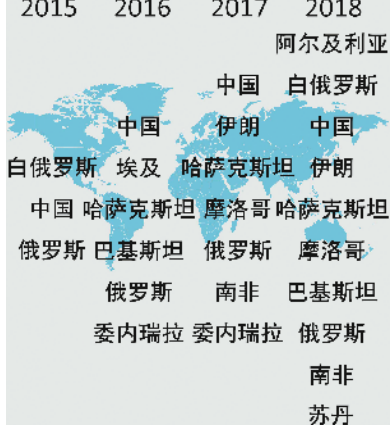 2015 2016 2017 2018
阿尔及利亚
中国 白俄罗斯
中国 伊朗 中国
白俄罗斯 埃及 哈萨克斯坦 伊朗
中国 哈萨克斯坦 摩洛哥 哈萨克斯坦
俄罗斯 巴基斯坦 俄罗斯 摩洛哥
俄罗斯 南非 巴基斯坦
委内瑞拉 委内瑞拉 俄罗斯
南非
苏丹